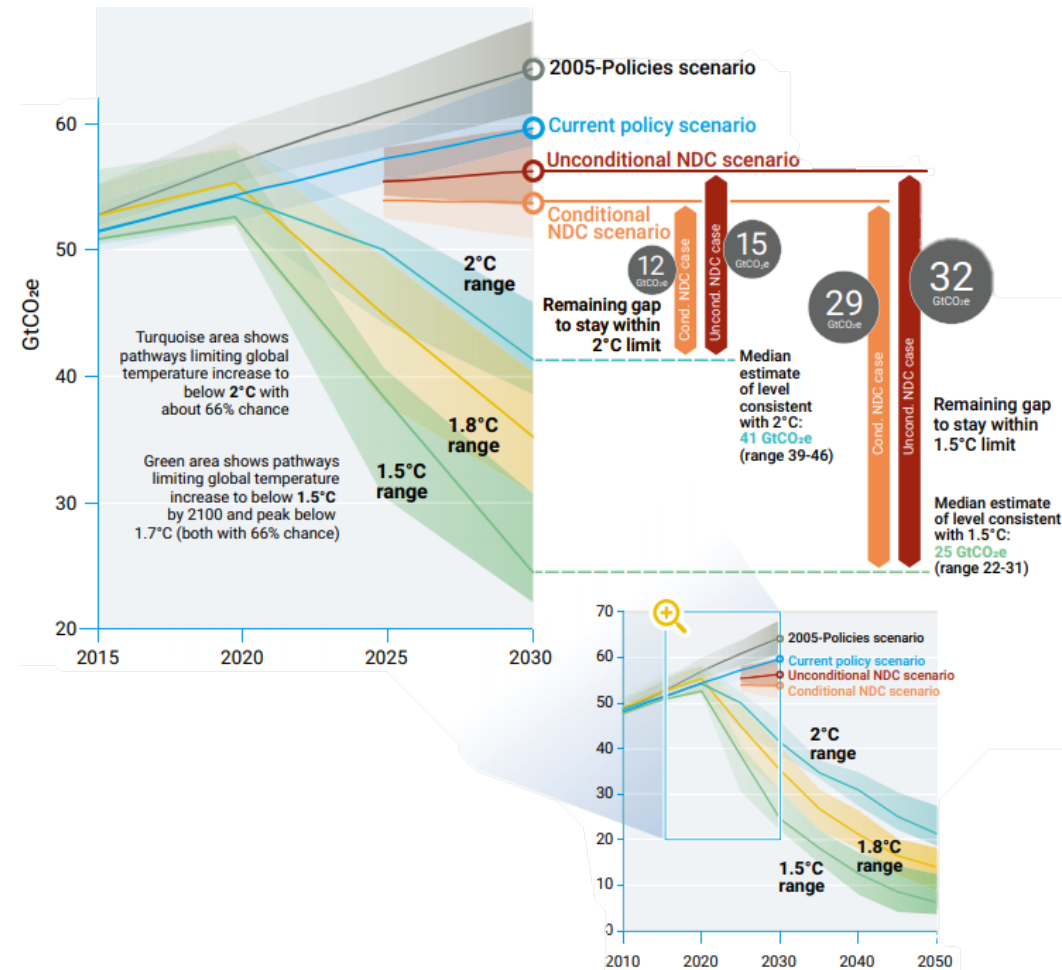 2005-Policies scenario
60
Current policy scenario
Unconditional NDC scenario
Conditional
NDC scenario
50
GtCO₂e
40
30
20
2015
2020
2025
2030
2°C
range
1.8°C
range
1.5°C
range
Turquoise area shows
pathways limiting global
temperature increase to
below 2°C with
about 66% chance
Green area shows pathways
limiting global temperature
increase to below 1.5°C
by 2100 and peak below
1.7°C (both with 66% chance)
12
GtCO₂e
15
GtCO₂e
Cond. NDC case
Uncond. NDC case
Remaining gap
to stay within
2°C limit
Median
estimate
of level
consistent
with 2°C:
41 GtCO₂e
(range 39-46)
29
GtCO₂e
32
GtCO₂e
Cond. NDC case
Uncond. NDC case
Remaining gap
to stay within
1.5°C limit
Median estimate
of level consistent
with 1.5°C:
25 GtCO₂e
(range 22-31)
70
60
50
40
30
20
10
0
2010
2020
2030
2040
2050
2005-Policies scenario
Current policy scenario
Unconditional NDC scenario
Conditional NDC scenario
2°C
range
1.8°C
range
1.5°C
range